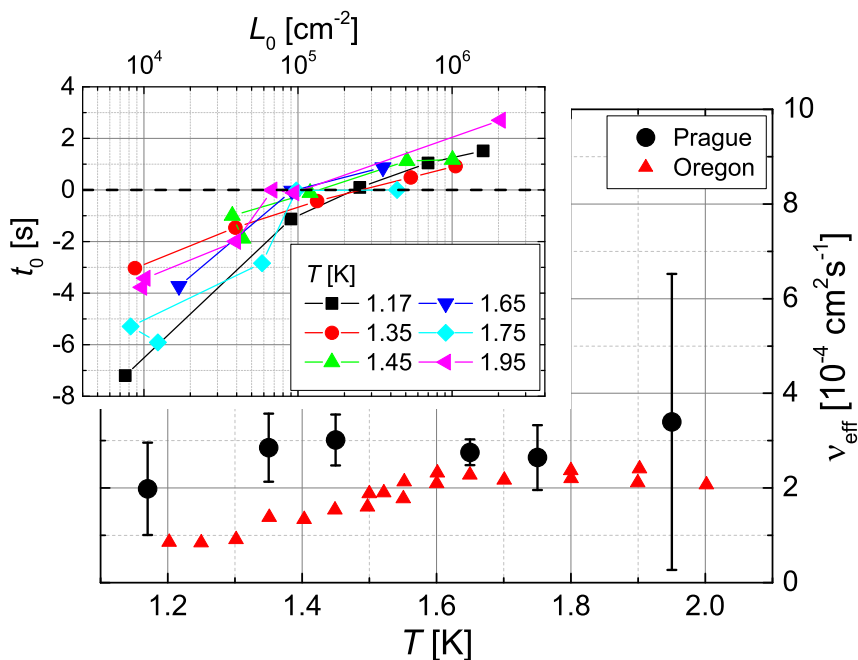 L0 [cm-2]
10^4 10^5 10^6
4
2
0
-2
-4
-6
-8
t0 [s]
T [K]
1.17 1.65
1.35 1.75
1.45 1.95
Prague
Oregon
10
8
6
4
2
0
νeff [10-4 cm2s-1]
1.2 1.4 1.6 1.8 2.0
T [K]